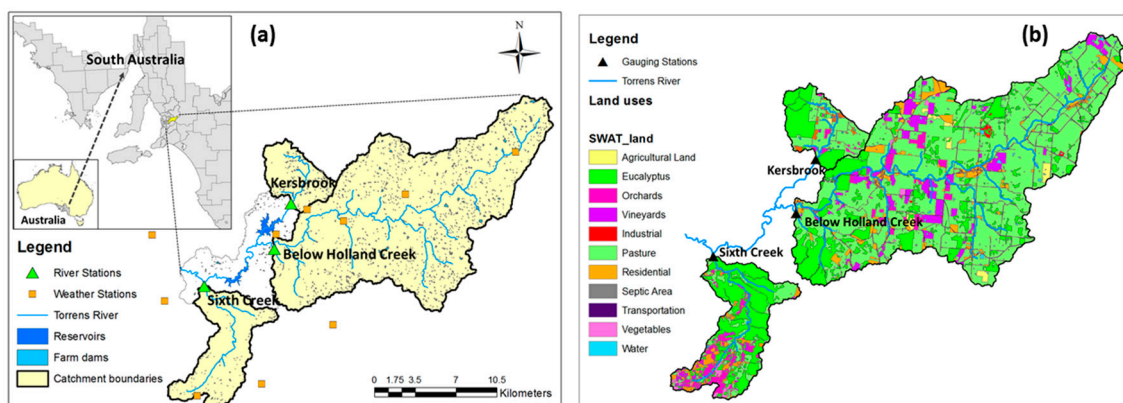 (a)
N
South Australia
Australia
Kersbrook
Below Holland Creek
Sixth Creek
Legend
River Stations
Weather Stations
Torrens River
Reservoirs
Farm dams
Catchment boundaries
0 1.75 3.5 7 10.5
Kilometers
(b)
Legend
Gauging Stations
Torrens River
Land uses
SWAT_land
Agricultural Land
Eucalyptus
Orchards
Vineyards
Industrial
Pasture
Residential
Septic Area
Transportation
Vegetables
Water
Kersbrook
Below Holland Creek
Sixth Creek